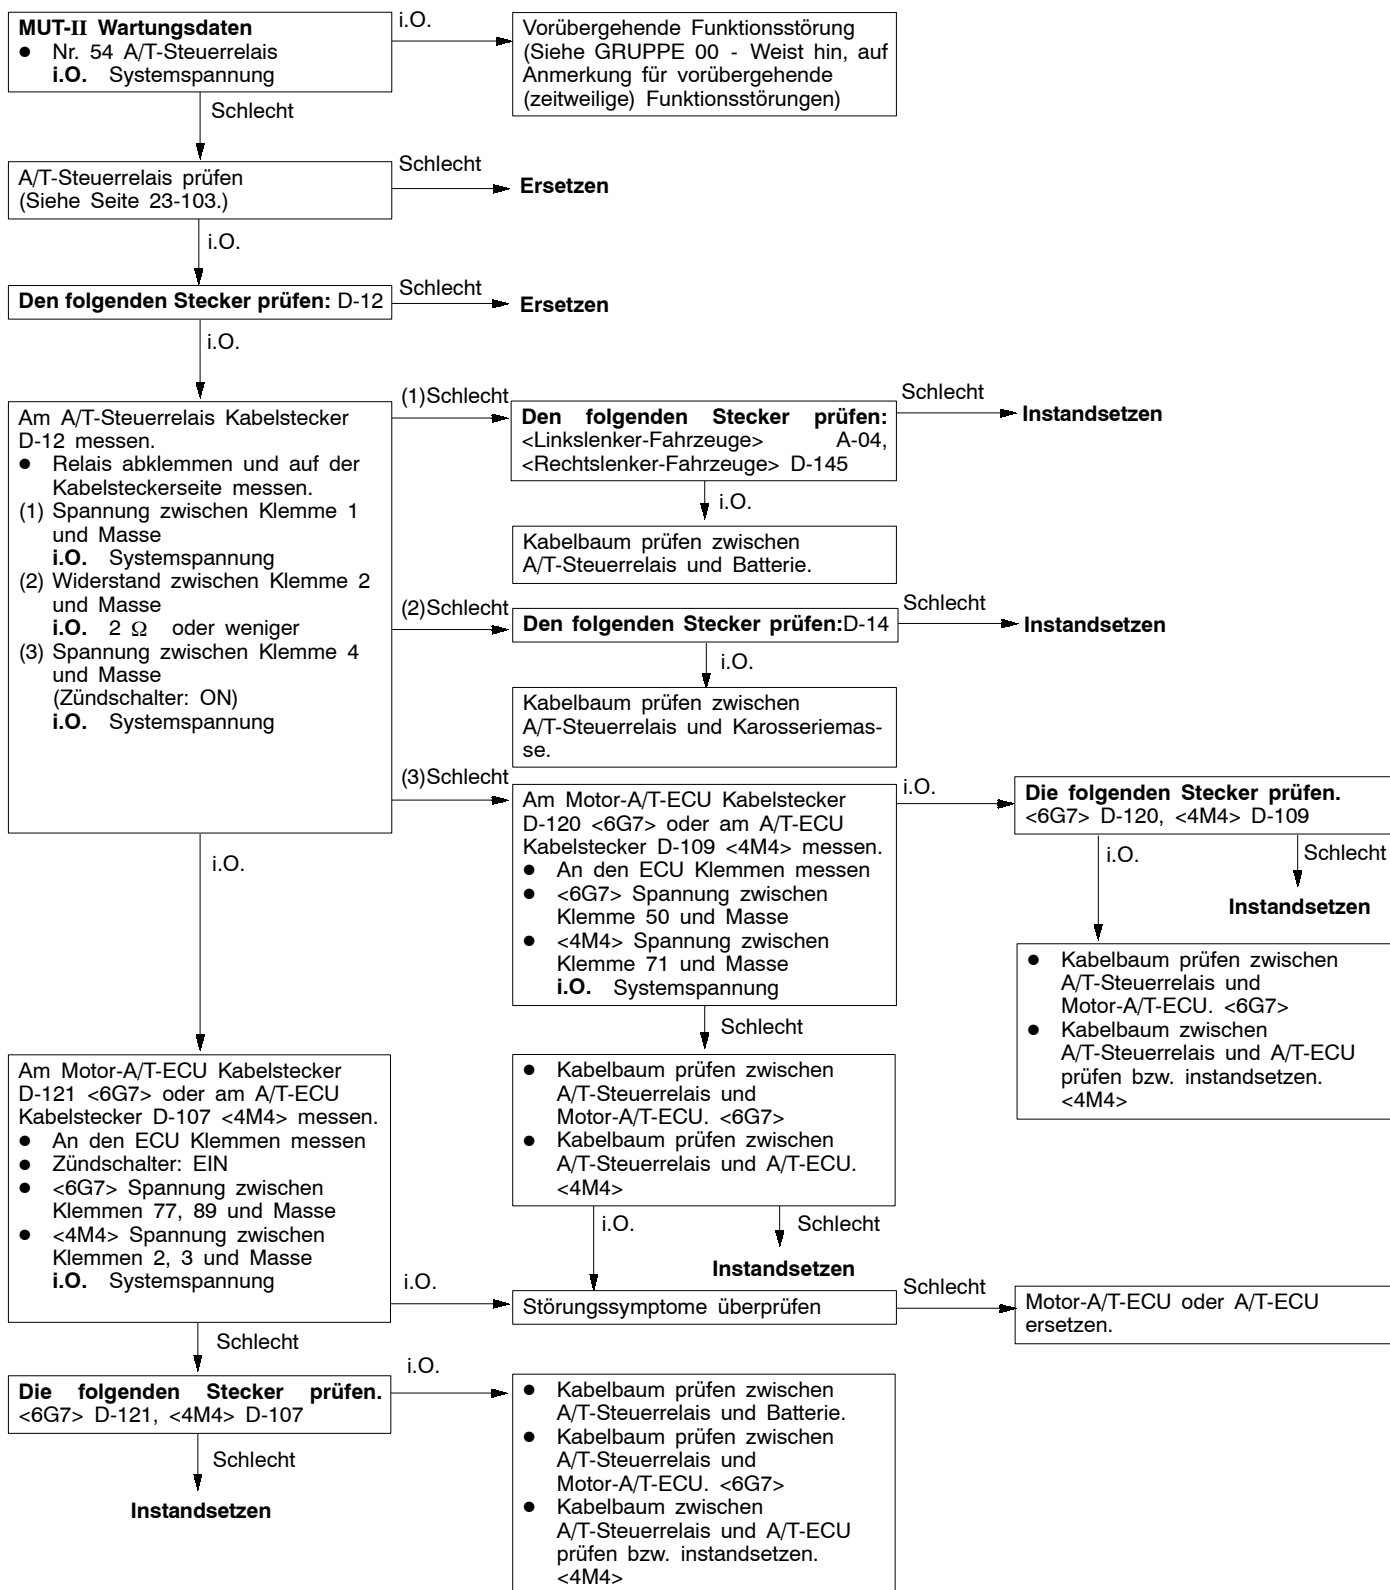 MUT-II Wartungsdaten
● Nr. 54 A/T-Steuerrelais
i.O. Systemspannung
i.O.
Vorübergehende Funktionsstörung
(Siehe GRUPPE 00 - Weist hin, auf
Anmerkung für vorübergehende
(zeitweilige) Funktionsstörungen)
Schlecht
A/T-Steuerrelais prüfen
(Siehe Seite 23-103.)
Schlecht
Ersetzen
i.O.
Den folgenden Stecker prüfen: D-12
Schlecht
Ersetzen
i.O.
Am A/T-Steuerrelais Kabelstecker
D-12 messen.
● Relais abklemmen und auf der
Kabelsteckerseite messen.
(1) Spannung zwischen Klemme 1
und Masse
i.O. Systemspannung
(2) Widerstand zwischen Klemme 2
und Masse
i.O. 2 Ω oder weniger
(3) Spannung zwischen Klemme 4
und Masse
(Zündschalter: ON)
i.O. Systemspannung
(1)Schlecht
Den folgenden Stecker prüfen:
<Linkslenker-Fahrzeuge> A-04,
<Rechtslenker-Fahrzeuge> D-145
Schlecht
Instandsetzen
i.O.
Kabelbaum prüfen zwischen
A/T-Steuerrelais und Batterie.
(2)Schlecht
Den folgenden Stecker prüfen:D-14
Schlecht
Instandsetzen
i.O.
Kabelbaum prüfen zwischen
A/T-Steuerrelais und Karosseriemas-
se.
(3)Schlecht
Am Motor-A/T-ECU Kabelstecker
D-120 <6G7> oder am A/T-ECU
Kabelstecker D-109 <4M4> messen.
● An den ECU Klemmen messen
● <6G7> Spannung zwischen
Klemme 50 und Masse
● <4M4> Spannung zwischen
Klemme 71 und Masse
i.O. Systemspannung
i.O.
Die folgenden Stecker prüfen.
<6G7> D-120, <4M4> D-109
i.O.
Schlecht
Instandsetzen
● Kabelbaum prüfen zwischen
A/T-Steuerrelais und
Motor-A/T-ECU. <6G7>
● Kabelbaum zwischen
A/T-Steuerrelais und A/T-ECU
prüfen bzw. instandsetzen.
<4M4>
Schlecht
● Kabelbaum prüfen zwischen
A/T-Steuerrelais und
Motor-A/T-ECU. <6G7>
● Kabelbaum prüfen zwischen
A/T-Steuerrelais und A/T-ECU.
<4M4>
i.O.
Schlecht
Instandsetzen
i.O.
Am Motor-A/T-ECU Kabelstecker
D-121 <6G7> oder am A/T-ECU
Kabelstecker D-107 <4M4> messen.
● An den ECU Klemmen messen
● Zündschalter: EIN
● <6G7> Spannung zwischen
Klemmen 77, 89 und Masse
● <4M4> Spannung zwischen
Klemmen 2, 3 und Masse
i.O. Systemspannung
i.O.
Störungssymptome überprüfen
Schlecht
Motor-A/T-ECU oder A/T-ECU
ersetzen.
Schlecht
Die folgenden Stecker prüfen.
<6G7> D-121, <4M4> D-107
i.O.
Schlecht
Instandsetzen
● Kabelbaum prüfen zwischen
A/T-Steuerrelais und Batterie.
● Kabelbaum prüfen zwischen
A/T-Steuerrelais und
Motor-A/T-ECU. <6G7>
● Kabelbaum zwischen
A/T-Steuerrelais und A/T-ECU
prüfen bzw. instandsetzen.
<4M4>